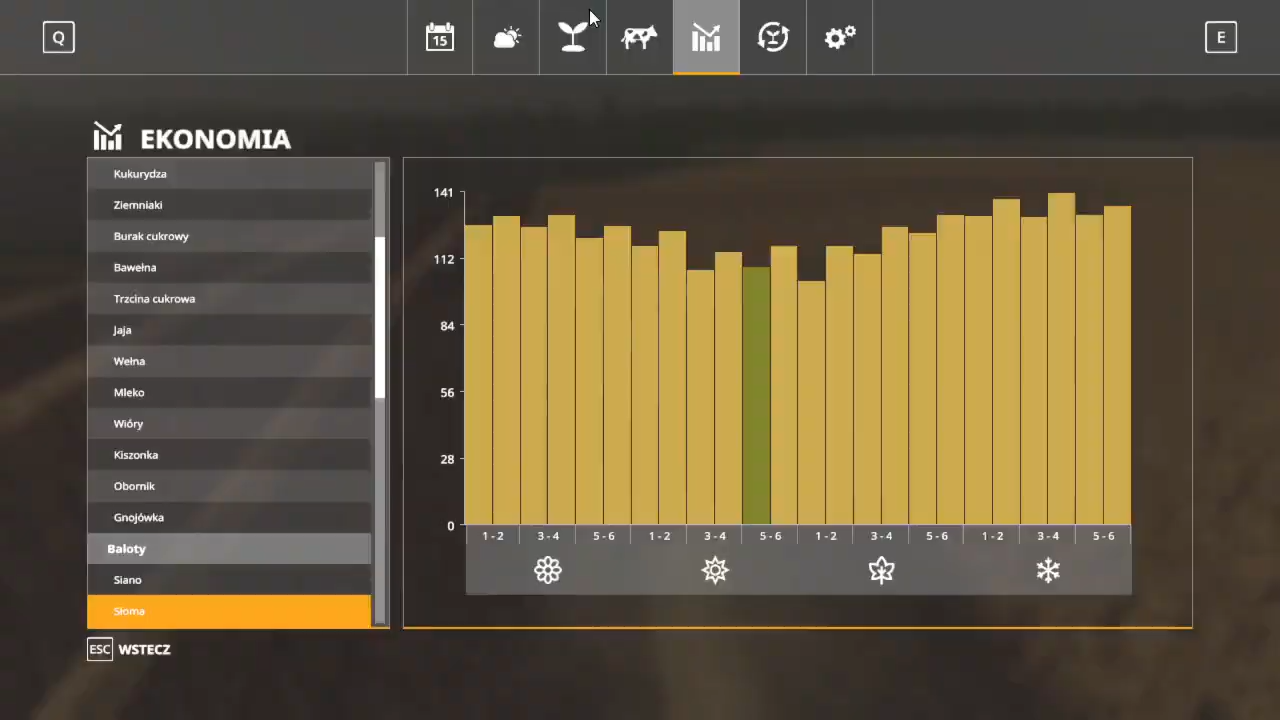 Q
15
E
EKONOMIA
Kukurydza
Ziemniaki
Burak cukrowy
Bawełna
Trzcina cukrowa
Jaja
Wełna
Mleko
Wióry
Kiszonka
Obornik
Gnojówka
Baloty
Siano
Słoma
141
112
84
56
28
0
1 - 2 3 - 4 5 - 6 1 - 2 3 - 4 5 - 6 1 - 2 3 - 4 5 - 6 1 - 2 3 - 4 5 - 6
ESC WSTECZ